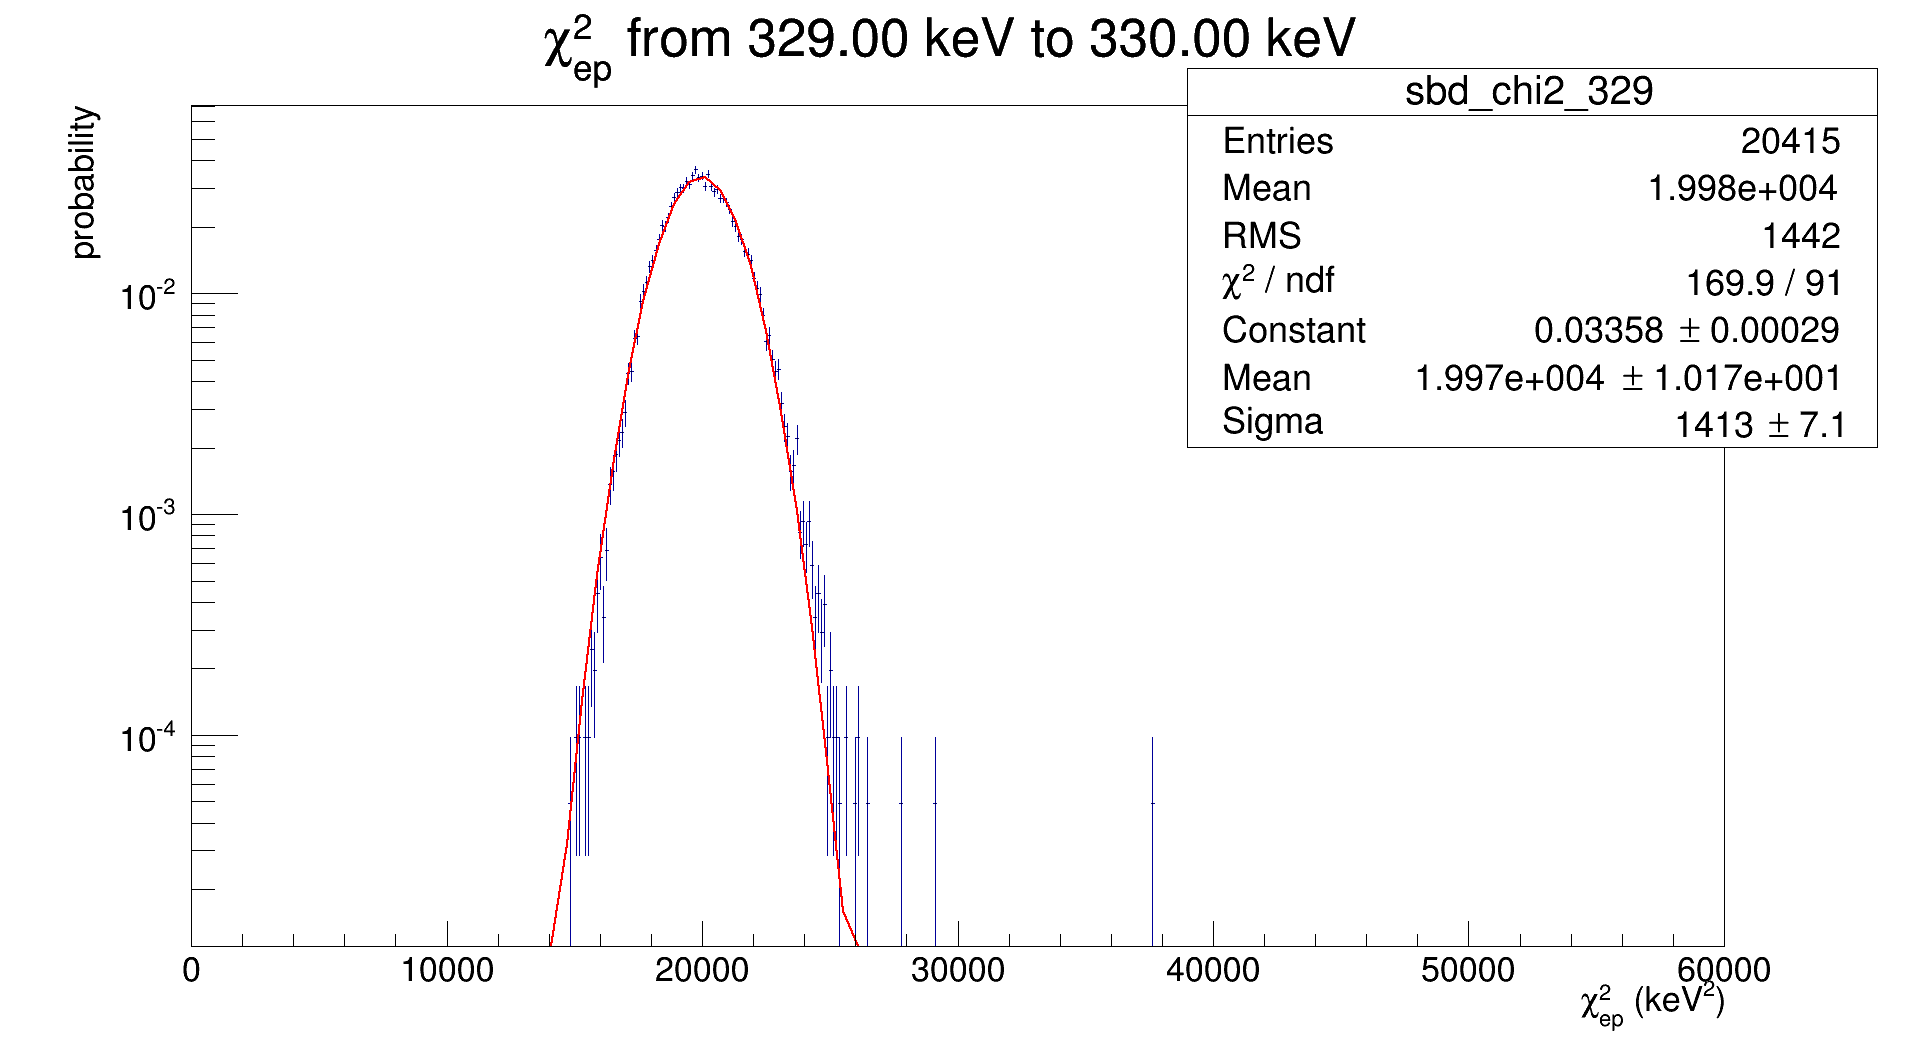 χ²ep from 329.00 keV to 330.00 keV
sbd_chi2_329
Entries 20415
Mean 1.998e+004
RMS 1442
χ² / ndf 169.9 / 91
Constant 0.03358 ± 0.00029
Mean 1.997e+004 ± 1.017e+001
Sigma 1413 ± 7.1
probability
10⁻²
10⁻³
10⁻⁴
0 10000 20000 30000 40000 50000 60000
χ²ep (keV²)